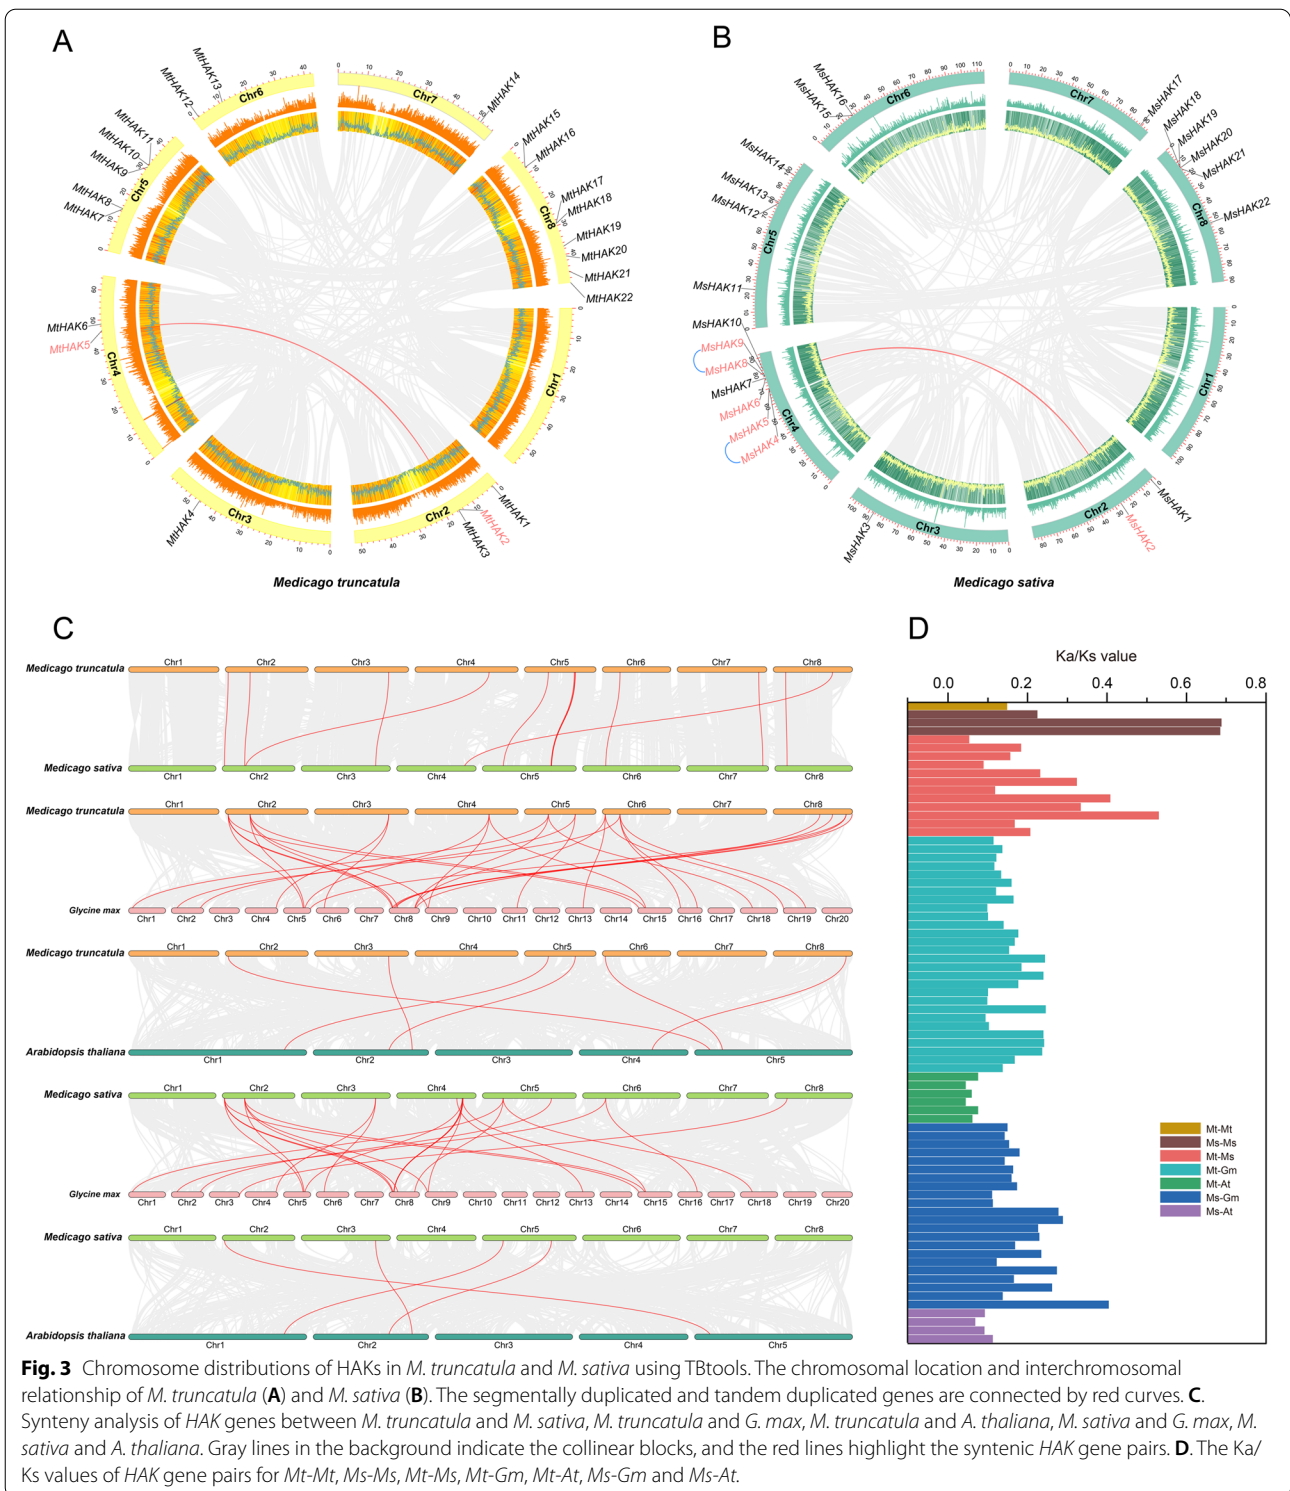 A
B
MtHAK12
MtHAK13
Chr6
Chr7
MtHAK14
MtHAK15
MtHAK16
MtHAK17
MtHAK18
Chr8
MtHAK19
MtHAK20
MtHAK21
MtHAK22
MtHAK11
MtHAK10
MtHAK9
MtHAK8
MtHAK7
Chr5
MtHAK6
MtHAK5
Chr4
Chr1
MtHAK4
Chr3
Chr2
MtHAK1
MtHAK2
MtHAK3
Medicago truncatula
MsHAK16
MsHAK15
Chr6
Chr7
MsHAK17
MsHAK18
MsHAK19
MsHAK20
MsHAK21
MsHAK22
Chr8
MsHAK14
MsHAK13
MsHAK12
Chr5
MsHAK11
MsHAK10
MsHAK9
MsHAK8
MsHAK7
MsHAK6
MsHAK5
MsHAK4
Chr4
Chr1
MsHAK3
Chr3
Chr2
MsHAK1
MsHAK2
Medicago sativa
C
Chr1 Chr2 Chr3 Chr4 Chr5 Chr6 Chr7 Chr8
Medicago truncatula
Medicago sativa
Chr1 Chr2 Chr3 Chr4 Chr5 Chr6 Chr7 Chr8
Chr1 Chr2 Chr3 Chr4 Chr5 Chr6 Chr7 Chr8
Medicago truncatula
Glycine max
Chr1 Chr2 Chr3 Chr4 Chr5 Chr6 Chr7 Chr8 Chr9 Chr10 Chr11 Chr12 Chr13 Chr14 Chr15 Chr16 Chr17 Chr18 Chr19 Chr20
Chr1 Chr2 Chr3 Chr4 Chr5 Chr6 Chr7 Chr8
Medicago truncatula
Arabidopsis thaliana
Chr1 Chr2 Chr3 Chr4 Chr5
Chr1 Chr2 Chr3 Chr4 Chr5 Chr6 Chr7 Chr8
Medicago sativa
Glycine max
Chr1 Chr2 Chr3 Chr4 Chr5 Chr6 Chr7 Chr8 Chr9 Chr10 Chr11 Chr12 Chr13 Chr14 Chr15 Chr16 Chr17 Chr18 Chr19 Chr20
Chr1 Chr2 Chr3 Chr4 Chr5 Chr6 Chr7 Chr8
Medicago sativa
Arabidopsis thaliana
Chr1 Chr2 Chr3 Chr4 Chr5
D
Ka/Ks value
0.0 0.2 0.4 0.6 0.8
Mt-Mt
Ms-Ms
Mt-Ms
Mt-Gm
Mt-At
Ms-Gm
Ms-At
Fig. 3 Chromosome distributions of HAKs in M. truncatula and M. sativa using TBtools. The chromosomal location and interchromosomal
relationship of M. truncatula (A) and M. sativa (B). The segmentally duplicated and tandem duplicated genes are connected by red curves. C.
Synteny analysis of HAK genes between M. truncatula and M. sativa, M. truncatula and G. max, M. truncatula and A. thaliana, M. sativa and G. max, M.
sativa and A. thaliana. Gray lines in the background indicate the collinear blocks, and the red lines highlight the syntenic HAK gene pairs. D. The Ka/
Ks values of HAK gene pairs for Mt-Mt, Ms-Ms, Mt-Ms, Mt-Gm, Mt-At, Ms-Gm and Ms-At.